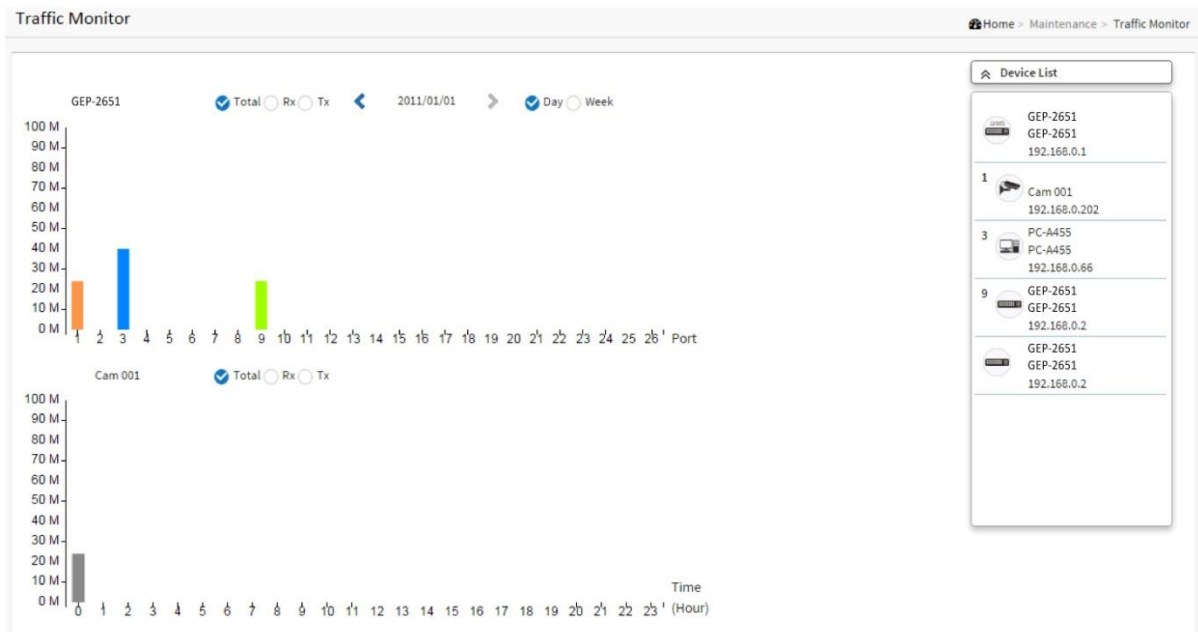 Traffic Monitor
Home > Maintenance > Traffic Monitor
Device List
GEP-2651 Total Rx Tx 2011/01/01 Day Week
100 M
90 M
80 M
70 M
60 M
50 M
40 M
30 M
20 M
10 M
0 M
1 2 3 4 5 6 7 8 9 10 11 12 13 14 15 16 17 18 19 20 21 22 23 24 25 26 Port
Cam 001 Total Rx Tx
100 M
90 M
80 M
70 M
60 M
50 M
40 M
30 M
20 M
10 M
0 M
0 1 2 3 4 5 6 7 8 9 10 11 12 13 14 15 16 17 18 19 20 21 22 23
Time
(Hour)
GEP-2651
GEP-2651
192.168.0.1
1
Cam 001
192.168.0.202
3
PC-A455
PC-A455
192.168.0.66
9
GEP-2651
GEP-2651
192.168.0.2
GEP-2651
GEP-2651
192.168.0.2